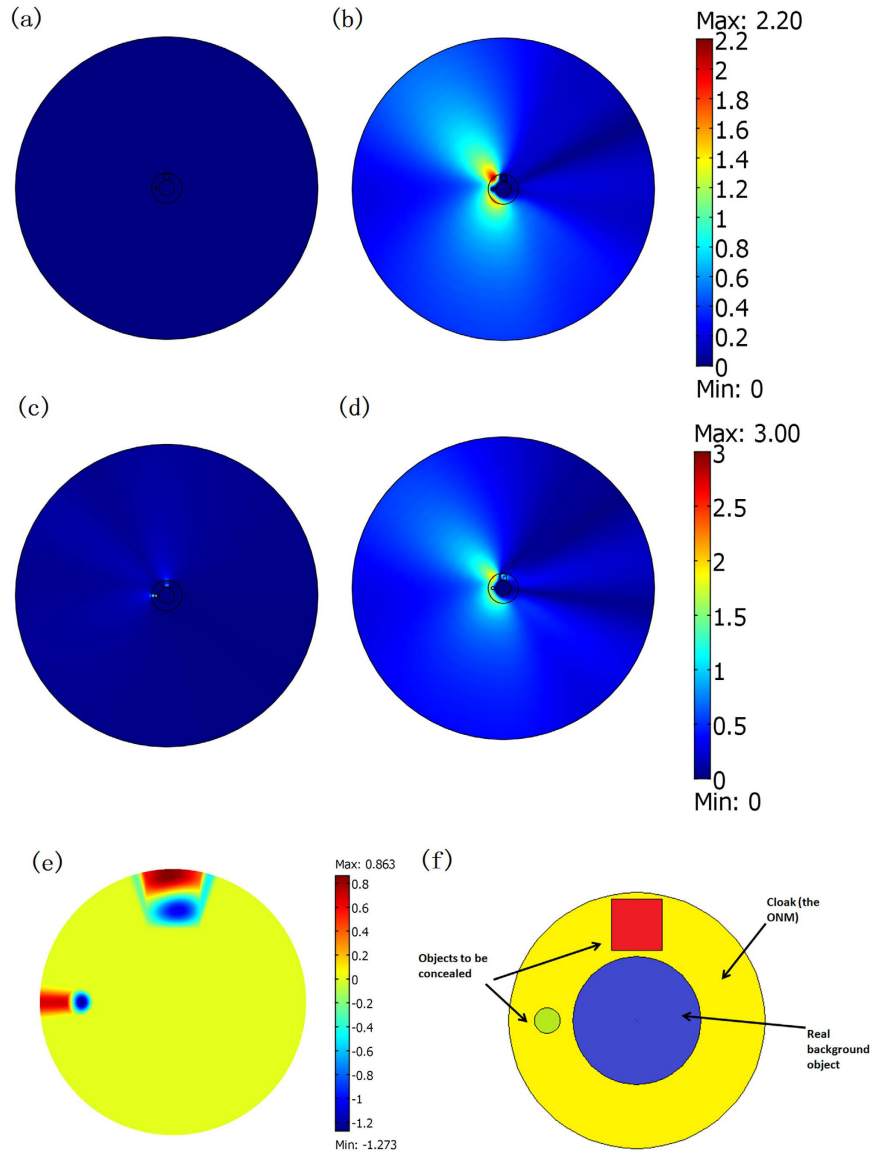 (a)
(b)
Max: 2.20
2.2
2
1.8
1.6
1.4
1.2
1
0.8
0.6
0.4
0.2
0
Min: 0
(c)
(d)
Max: 3.00
3
2.5
2
1.5
1
0.5
0
Min: 0
(e)
Max: 0.863
0.8
0.6
0.4
0.2
0
-0.2
-0.4
-0.6
-0.8
-1
-1.2
Min: -1.273
(f)
Cloak (the
ONM)
Objects to be
concealed
Real
background
object